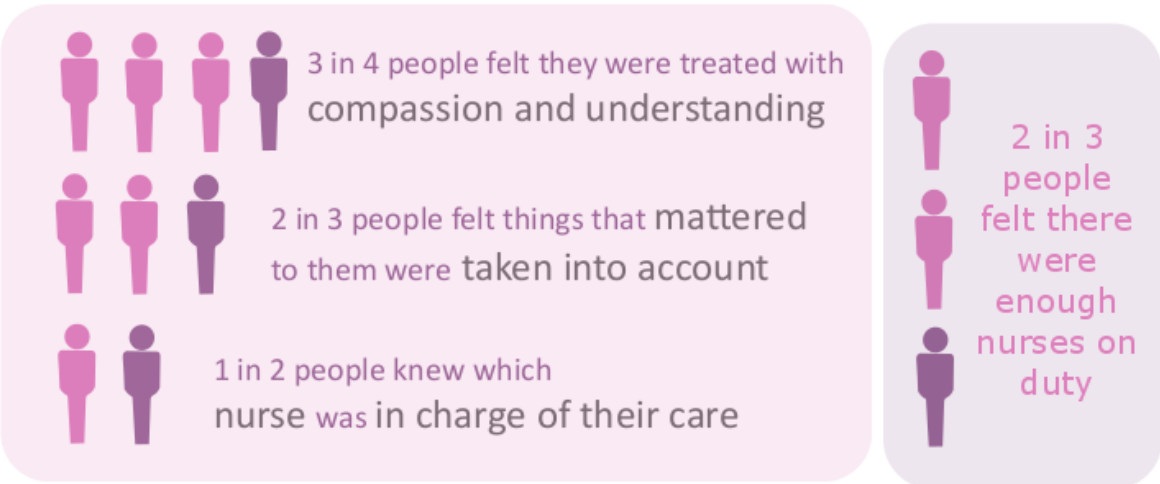 3 in 4 people felt they were treated with
compassion and understanding
2 in 3 people felt things that mattered
to them were taken into account
1 in 2 people knew which
nurse was in charge of their care
2 in 3
people
felt there
were
enough
nurses on
duty